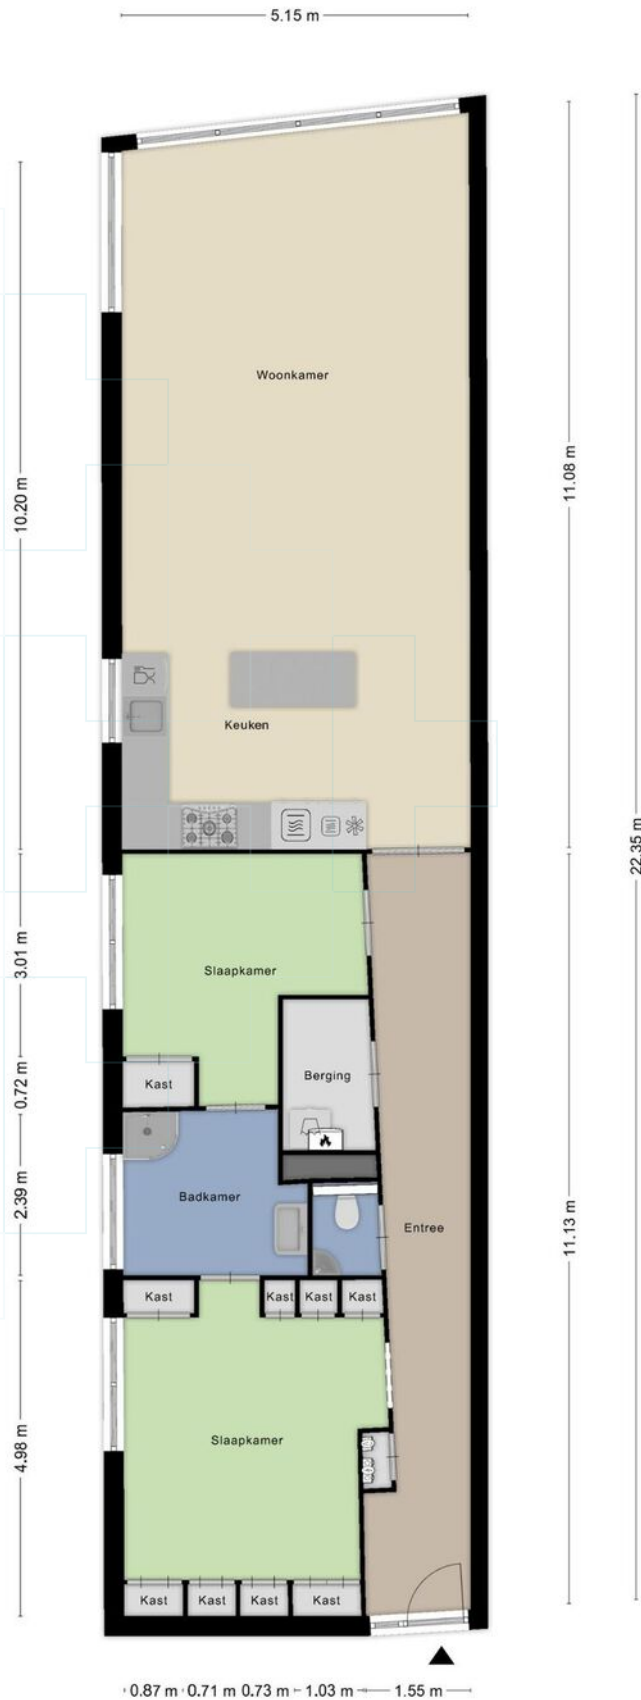 5.15 m
Woonkamer
10.20 m
11.08 m
Keuken
22.35 m
3.01 m
Slaapkamer
Berging
0.72 m
Kast
2.39 m
Badkamer
Entree
11.13 m
Kast
Kast
Kast
Kast
4.98 m
Slaapkamer
Kast
Kast
Kast
Kast
0.87 m
0.71 m
0.73 m
1.03 m
1.55 m